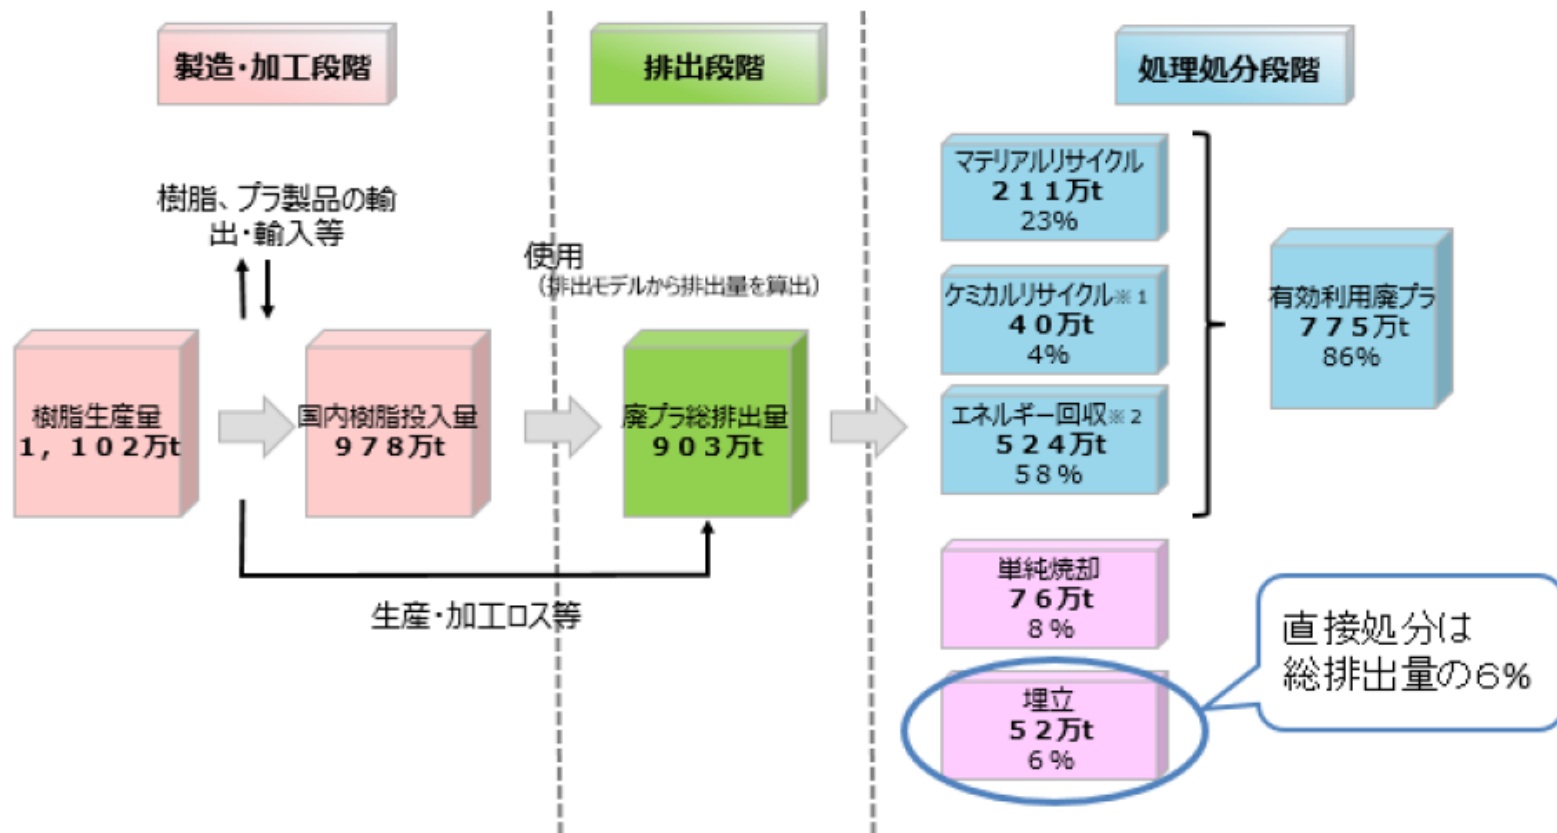 製造・加工段階
排出段階
処理処分段階
樹脂、プラ製品の輸
出・輸入等
使用
（排出モデルから排出量を算出）
樹脂生産量
１，１０２万t
国内樹脂投入量
９７８万t
廃プラ総排出量
９０３万t
生産・加工ロス等
マテリアルリサイクル
２１１万t
23%
ケミカルリサイクル※１
４０万t
4%
エネルギー回収※２
５２４万t
５８％
有効利用廃プラ
７７５万t
86%
単純焼却
７６万t
８％
埋立
５２万t
６％
直接処分は
総排出量の６％